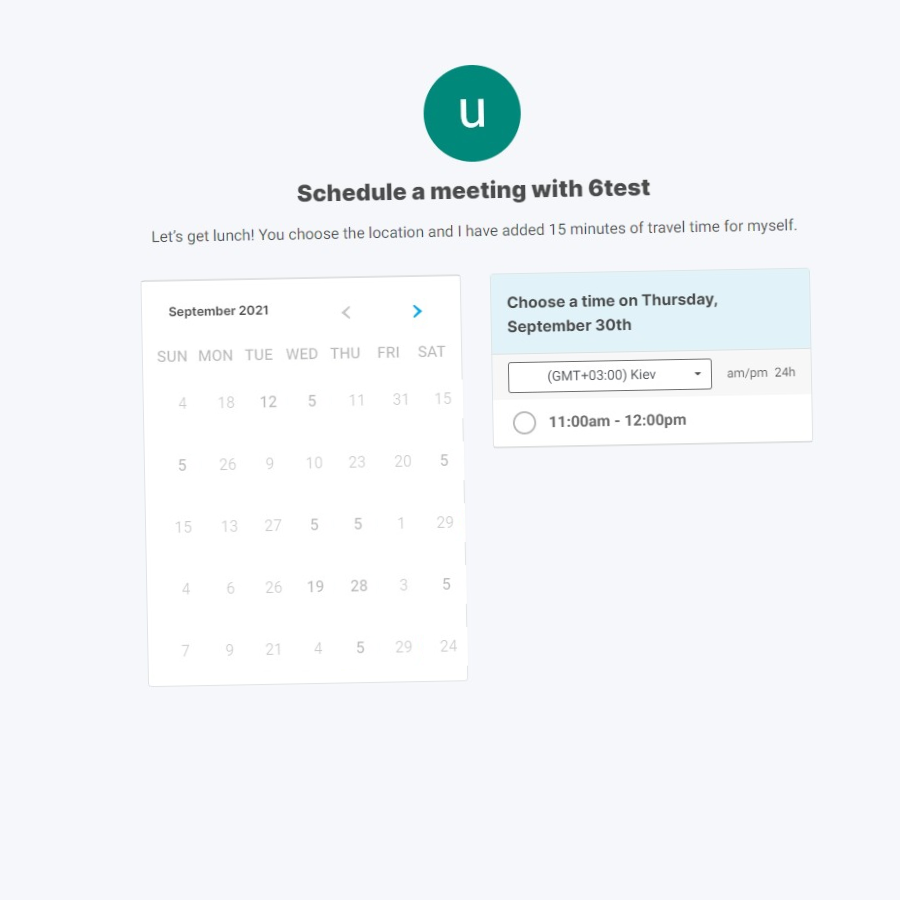 u
Schedule a meeting with 6test
Let's get lunch! You choose the location and I have added 15 minutes of travel time for myself.
September 2021
SUN MON TUE WED THU FRI SAT
4 18 12 5 11 31 15
5 26 9 10 23 20 5
15 13 27 5 5 1 29
4 6 26 19 28 3 5
7 9 21 4 5 29 24
Choose a time on Thursday,
September 30th
(GMT+03:00) Kiev am/pm 24h
11:00am - 12:00pm